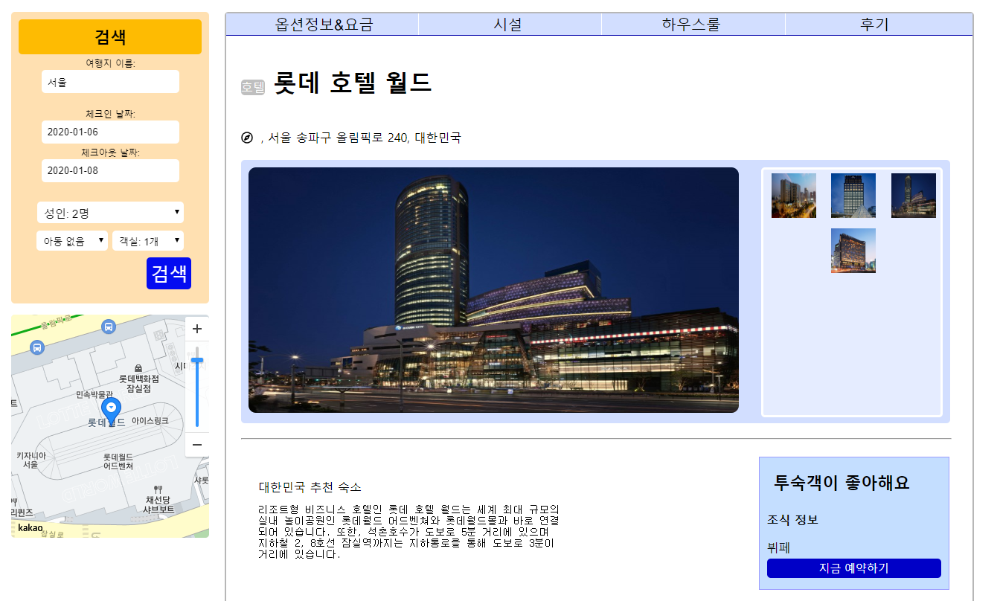 검색
여행지 이름:
서울
체크인 날짜:
2020-01-06
체크아웃 날짜:
2020-01-08
성인: 2명
아동 없음 객실: 1개
검색
올림픽로
롯데백화점
잠실점
민속박물관
롯데월드
아이스링크
키자니아
서울
롯데월드
어드벤쳐
LOTTE WORLD
채선당
샤브보트
kakao
잠실로
옵션정보&요금 시설 하우스룰 후기
호텔 롯데 호텔 월드
, 서울 송파구 올림픽로 240, 대한민국
대한민국 추천 숙소
리조트형 비즈니스 호텔인 롯데 호텔 월드는 세계 최대 규모의
실내 놀이공원인 롯데월드 어드벤쳐와 롯데월드몰과 바로 연결
되어 있습니다. 또한, 석촌호수가 도보로 5분 거리에 있으며
지하철 2, 8호선 잠실역까지는 지하통로를 통해 도보로 3분이
거리에 있습니다.
투숙객이 좋아해요
조식 정보
뷔페
지금 예약하기